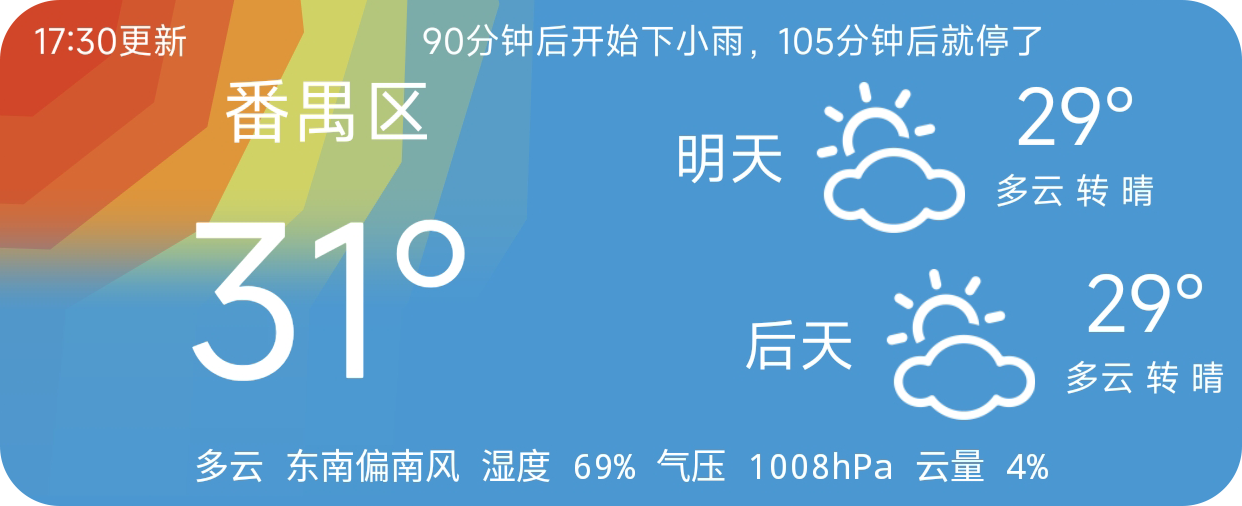 17:30更新
90分钟后开始下小雨，105分钟后就停了
番禺区
31°
明天
29°
多云 转 晴
后天
29°
多云 转 晴
多云 东南偏南风 湿度 69% 气压 1008hPa 云量 4%